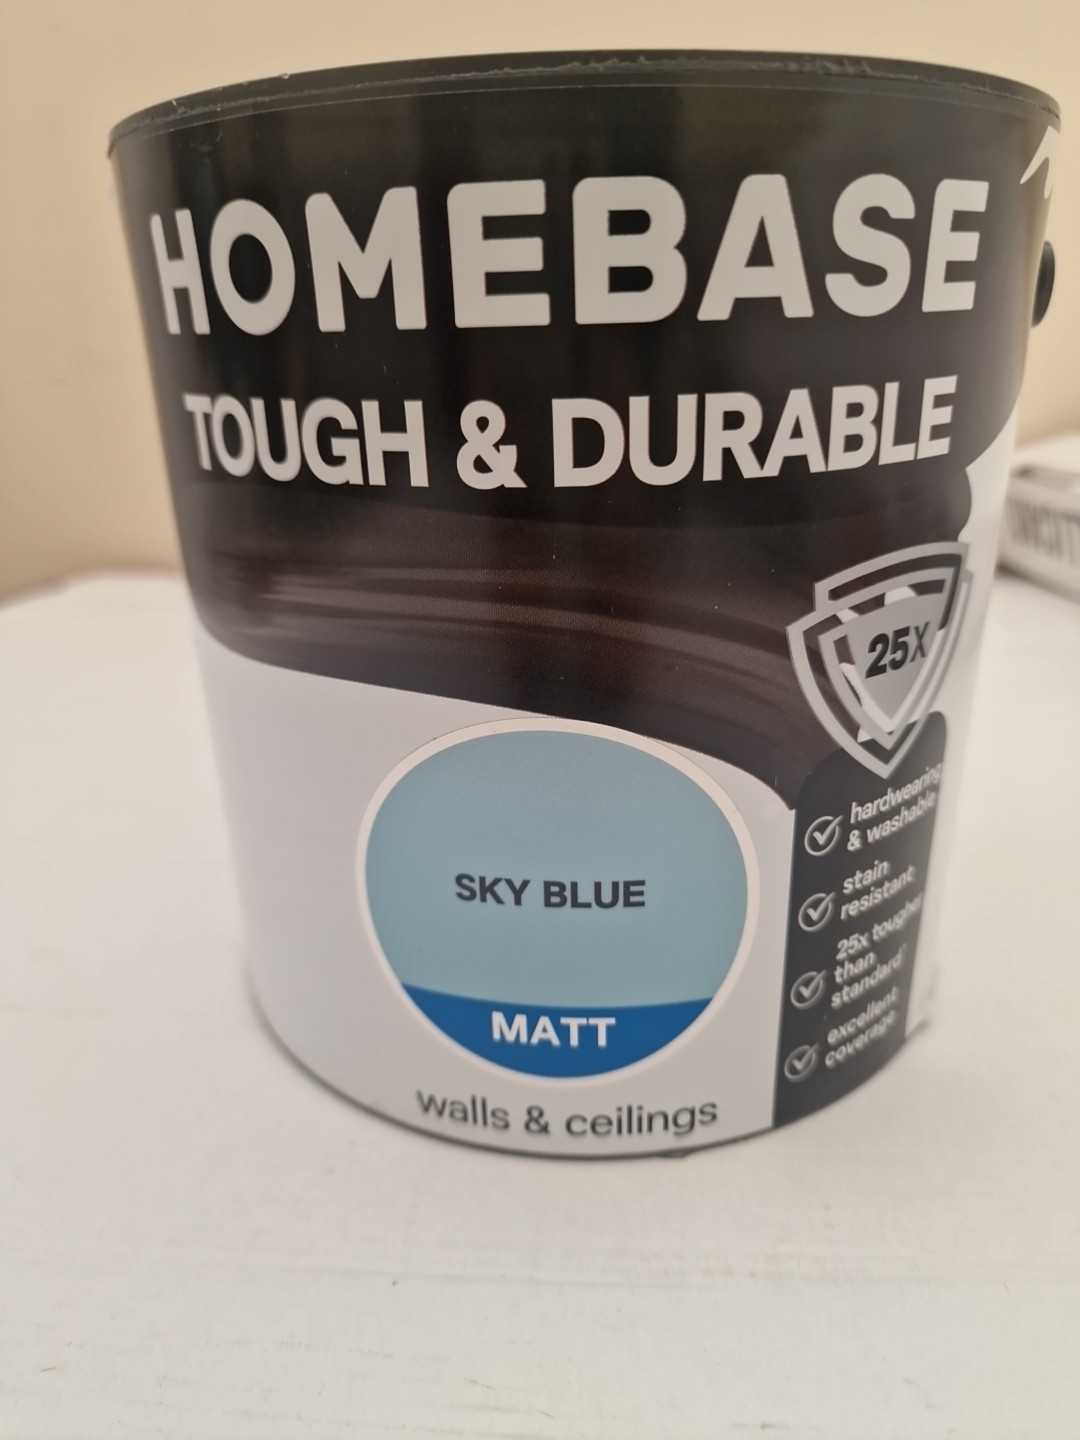 HOMEBASE
TOUGH & DURABLE
25X
SKY BLUE
MATT
walls & ceilings
hardwearing
& washable
stain
resistant
25x tougher
than
standard*
excellent
coverage